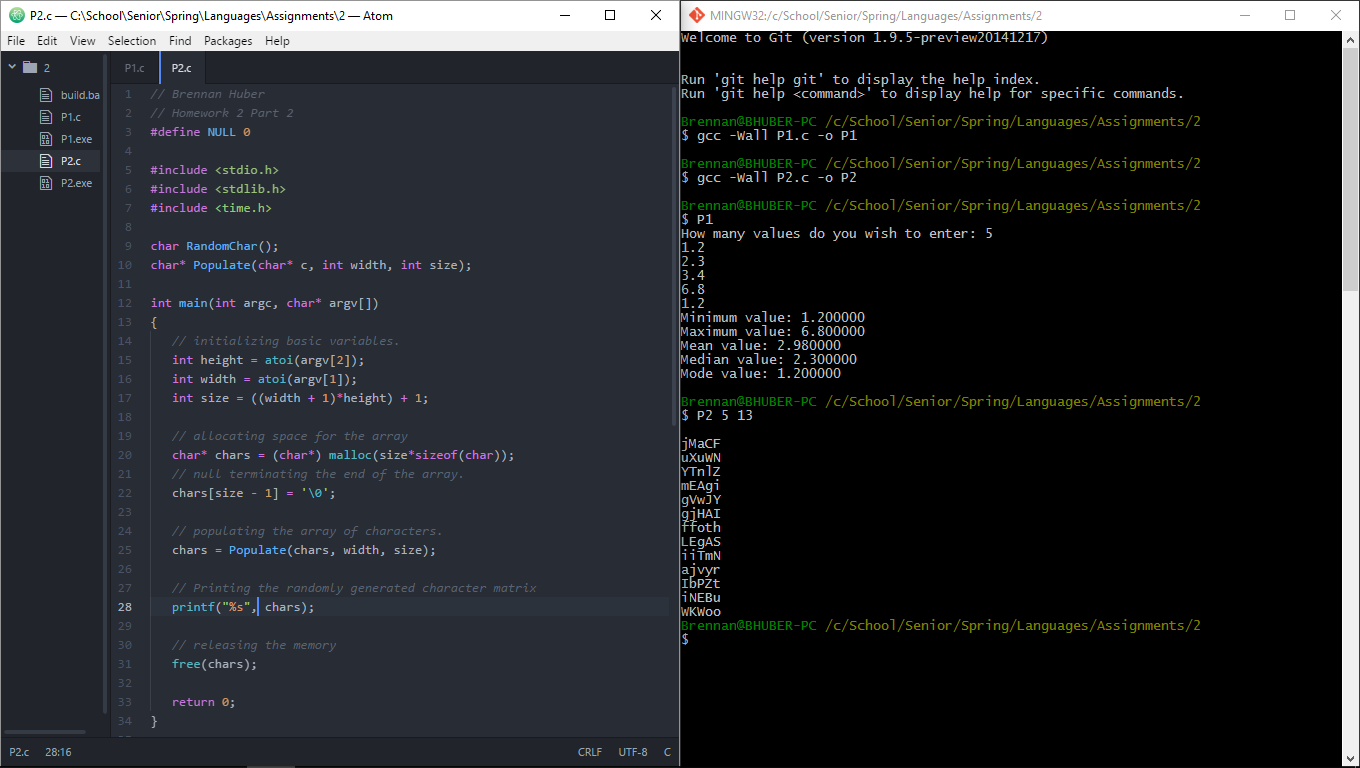 P2.c — C:\School\Senior\Spring\Languages\Assignments\2 — Atom
File Edit View Selection Find Packages Help
2
build.ba
P1.c
P1.exe
P2.c
P2.exe
P1.c P2.c
1 // Brennan Huber
2 // Homework 2 Part 2
3 #define NULL 0
4
5 #include <stdio.h>
6 #include <stdlib.h>
7 #include <time.h>
8
9 char RandomChar();
10 char* Populate(char* c, int width, int size);
11
12 int main(int argc, char* argv[])
13 {
14 // initializing basic variables.
15 int height = atoi(argv[2]);
16 int width = atoi(argv[1]);
17 int size = ((width + 1)*height) + 1;
18
19 // allocating space for the array
20 char* chars = (char*) malloc(size*sizeof(char));
21 // null terminating the end of the array.
22 chars[size - 1] = '\0';
23
24 // populating the array of characters.
25 chars = Populate(chars, width, size);
26
27 // Printing the randomly generated character matrix
28 printf("%s", chars);
29
30 // releasing the memory
31 free(chars);
32
33 return 0;
34 }
P2.c 28:16 CRLF UTF-8 C
MINGW32:/c/School/Senior/Spring/Languages/Assignments/2
Welcome to Git (version 1.9.5-preview20141217)
Run 'git help git' to display the help index.
Run 'git help <command>' to display help for specific commands.
Brennan@BHUBER-PC /c/School/Senior/Spring/Languages/Assignments/2
$ gcc -Wall P1.c -o P1
Brennan@BHUBER-PC /c/School/Senior/Spring/Languages/Assignments/2
$ gcc -Wall P2.c -o P2
Brennan@BHUBER-PC /c/School/Senior/Spring/Languages/Assignments/2
$ P1
How many values do you wish to enter: 5
1.2
2.3
3.4
6.8
1.2
Minimum value: 1.200000
Maximum value: 6.800000
Mean value: 2.980000
Median value: 2.300000
Mode value: 1.200000
Brennan@BHUBER-PC /c/School/Senior/Spring/Languages/Assignments/2
$ P2 5 13
jMaCF
uXuWN
YTnlZ
mEAgi
gVwJY
gjHAI
ffoth
LEgAS
iiTmN
ajvyr
IbPZt
iNEBu
WKWoo
Brennan@BHUBER-PC /c/School/Senior/Spring/Languages/Assignments/2
$